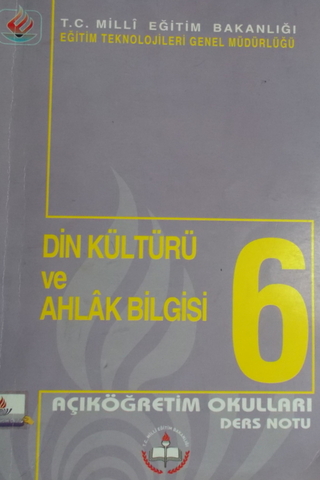 T.C. MİLLÎ EĞİTİM BAKANLIĞI
EĞİTİM TEKNOLOJİLERİ GENEL MÜDÜRLÜĞÜ
DİN KÜLTÜRÜ
ve
AHLÂK BİLGİSİ
6
AÇIKÖĞRETİM OKULLARI
DERS NOTU